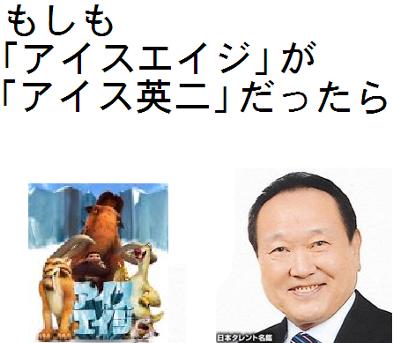 もしも
「アイスエイジ」が
「アイス英二」だったら
アイス
エイジ
日本タレント名鑑